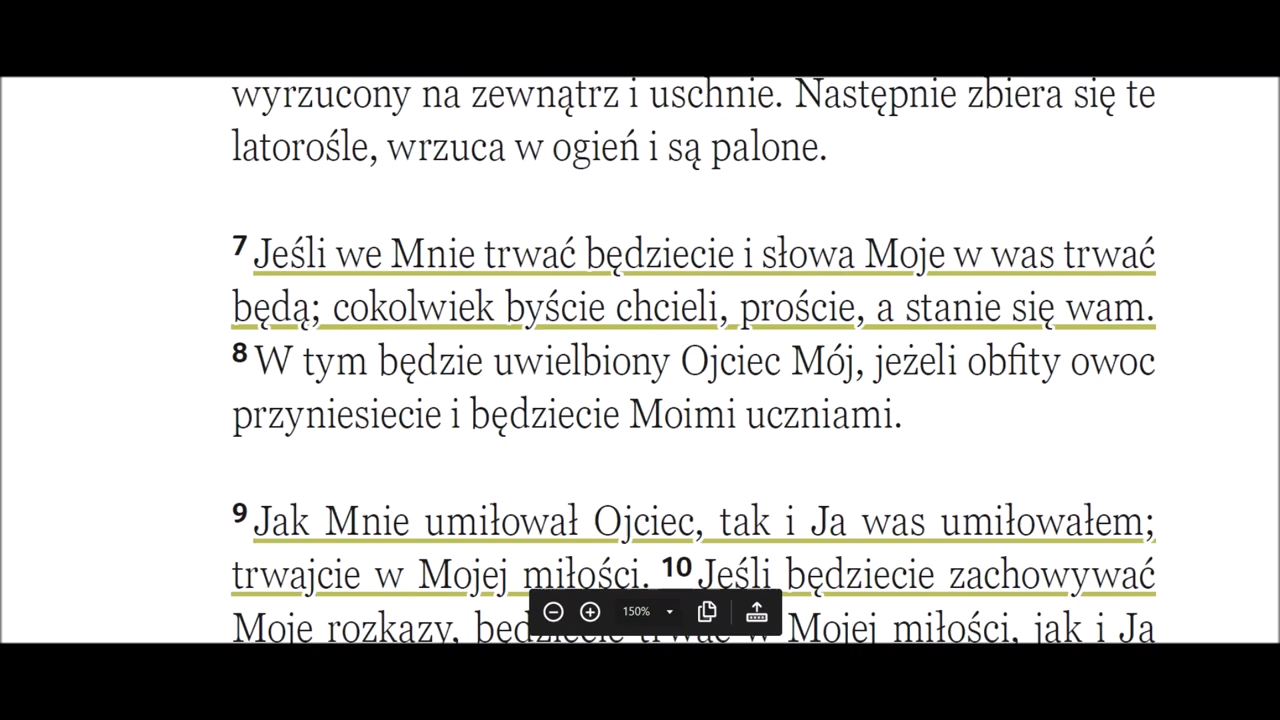 wyrzucony na zewnątrz i uschnie. Następnie zbiera się te
latorośle, wrzuca w ogień i są palone.
7 Jeśli we Mnie trwać będziecie i słowa Moje w was trwać
będą; cokolwiek byście chcieli, proście, a stanie się wam.
8 W tym będzie uwielbiony Ojciec Mój, jeżeli obfity owoc
przyniesiecie i będziecie Moimi uczniami.
9 Jak Mnie umiłował Ojciec, tak i Ja was umiłowałem;
trwajcie w Mojej miłości. 10 Jeśli będziecie zachowywać
Moje rozkazy, będziecie trwać w Mojej miłości, jak i Ja
150%